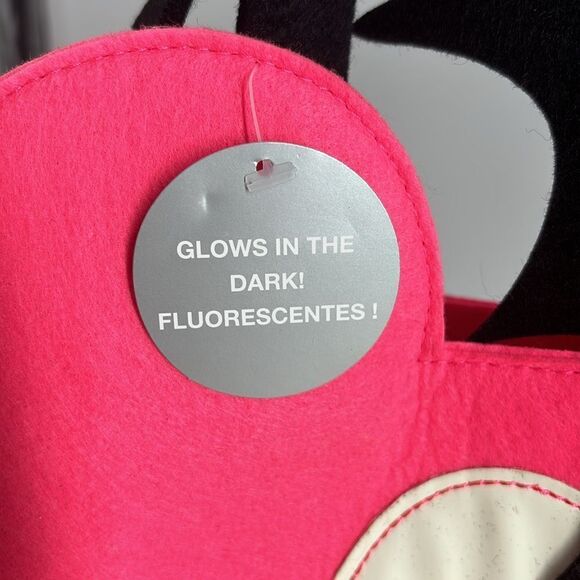 GLOWS IN THE
DARK!
FLUORESCENTES !